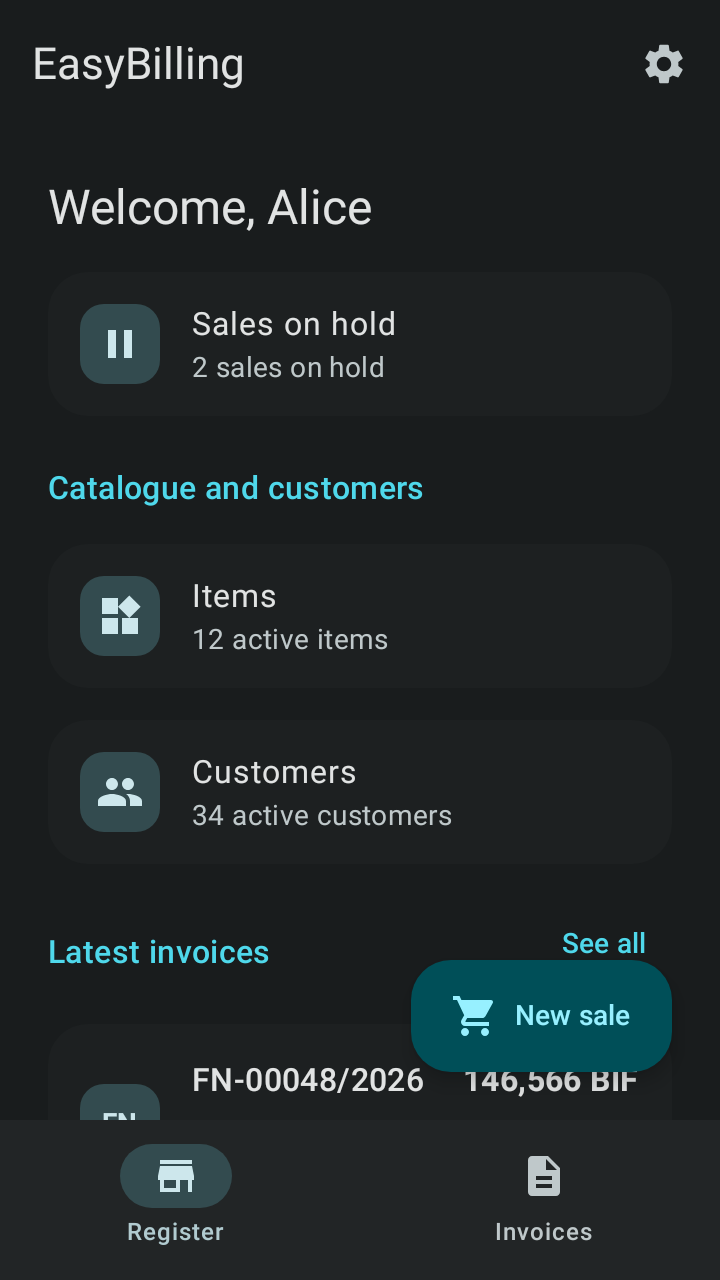 EasyBilling
Welcome, Alice
Sales on hold
2 sales on hold
Catalogue and customers
Items
12 active items
Customers
34 active customers
Latest invoices
See all
New sale
FN-00048/2026
146,566 BIF
FN
Register
Invoices